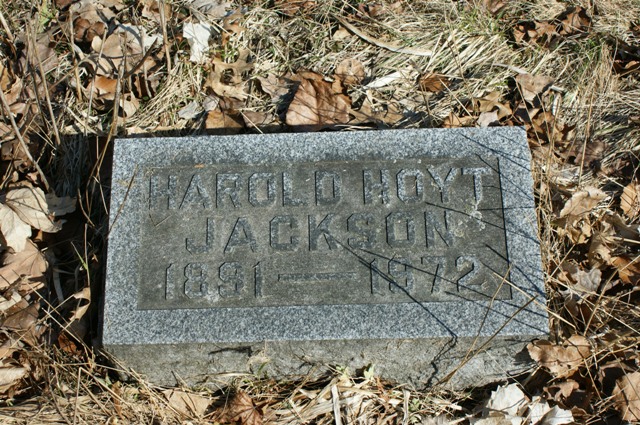 HAROLD HOYT
JACKSON
1891 — 1972